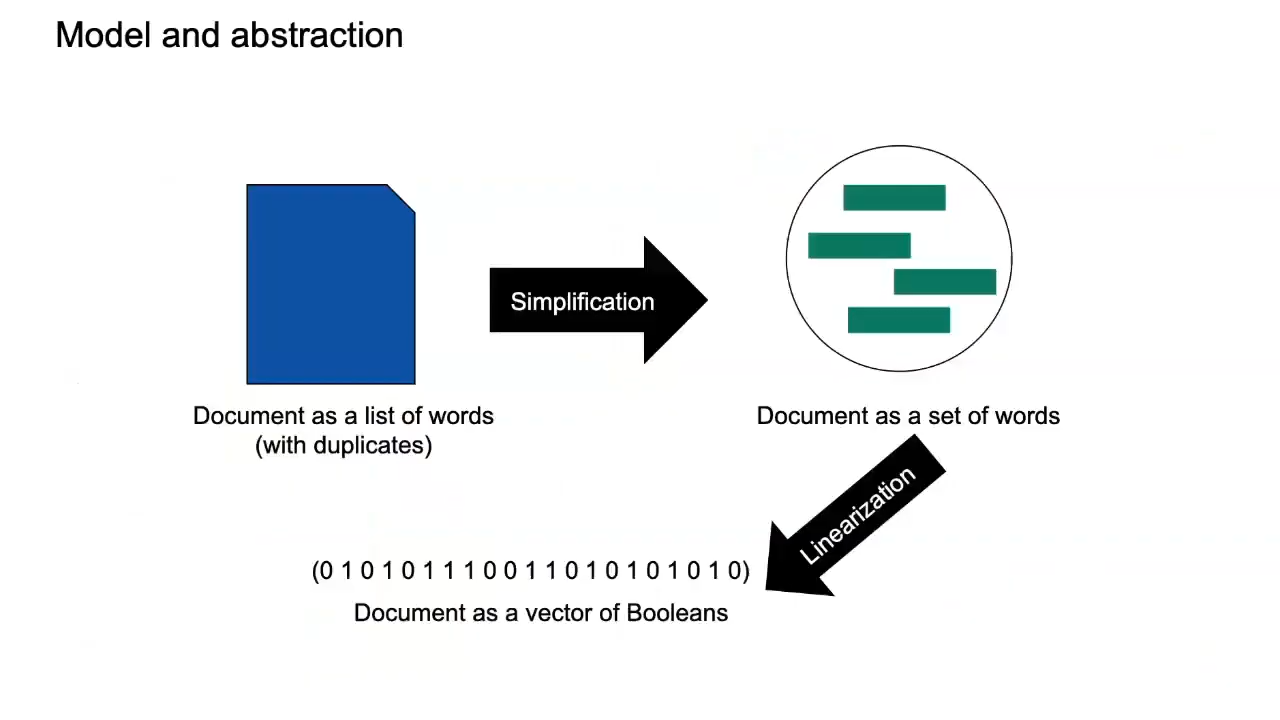 Model and abstraction
Simplification
Document as a list of words
(with duplicates)
Document as a set of words
Linearization
(0 1 0 1 0 1 1 1 0 0 1 1 0 1 0 1 0 1 0 1 0)
Document as a vector of Booleans